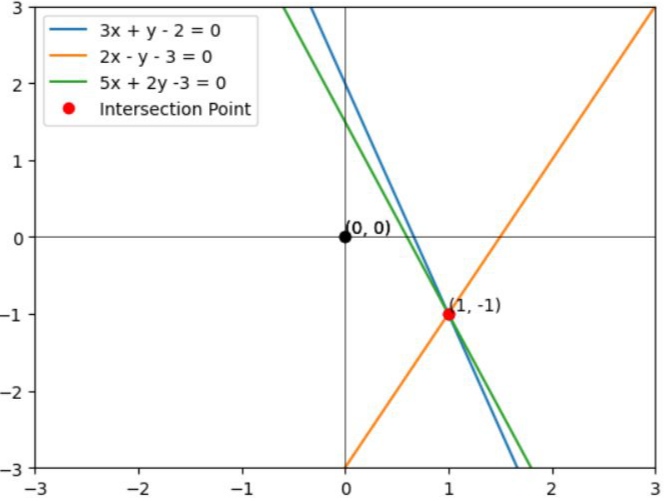 3x + y - 2 = 0
2x - y - 3 = 0
5x + 2y -3 = 0
Intersection Point
3
2
1
0
−1
−2
−3
(0, 0)
(1, -1)
−3 −2 −1 0 1 2 3